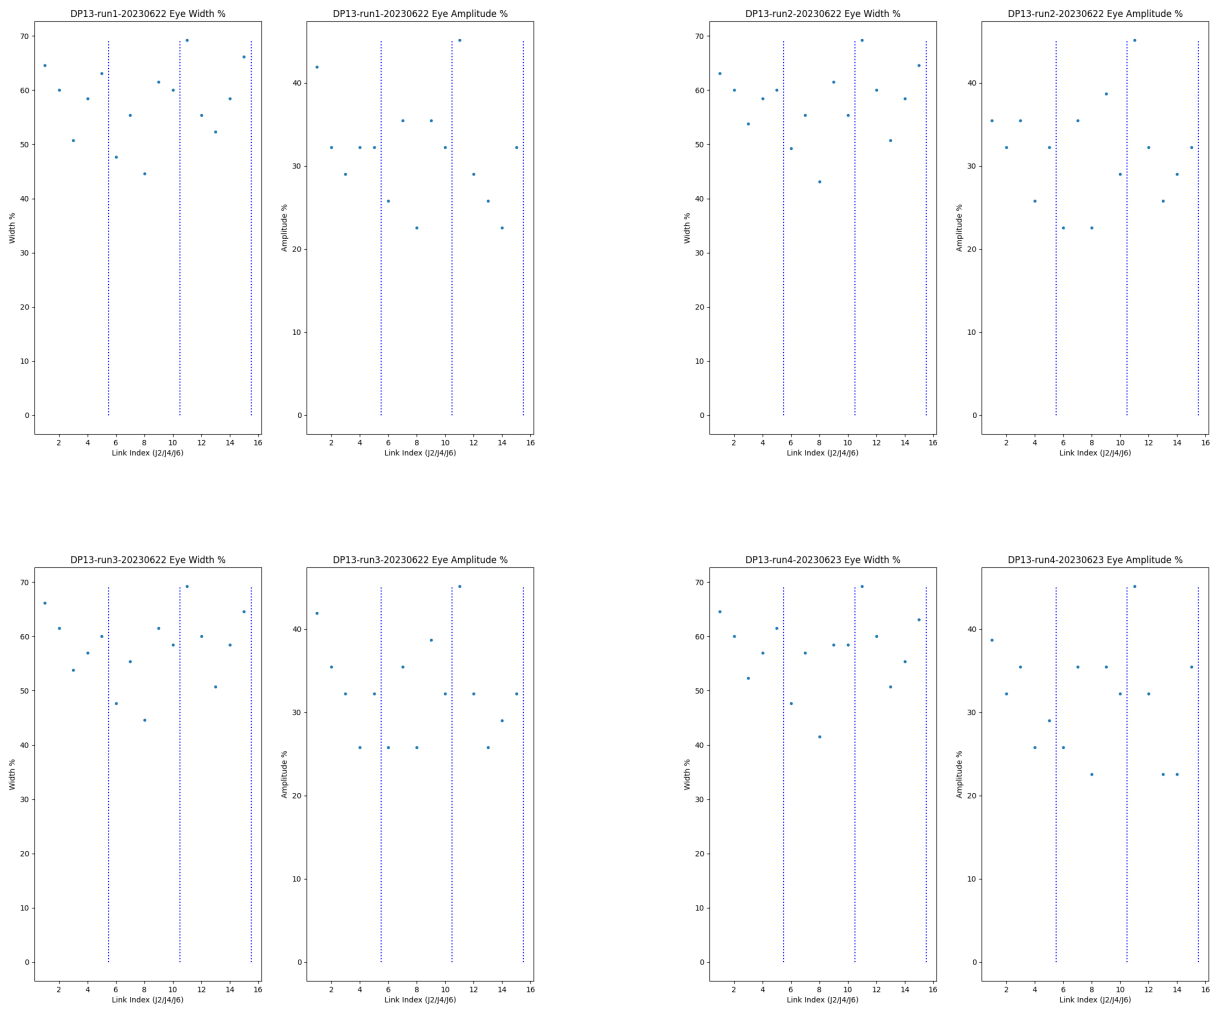 DP13-run1-20230622 Eye Width %
70
60
50
40
30
20
10
0
Width %
2 4 6 8 10 12 14 16
Link Index (J2/J4/J6)
DP13-run1-20230622 Eye Amplitude %
40
30
20
10
0
Amplitude %
2 4 6 8 10 12 14 16
Link Index (J2/J4/J6)
DP13-run2-20230622 Eye Width %
70
60
50
40
30
20
10
0
Width %
2 4 6 8 10 12 14 16
Link Index (J2/J4/J6)
DP13-run2-20230622 Eye Amplitude %
40
30
20
10
0
Amplitude %
2 4 6 8 10 12 14 16
Link Index (J2/J4/J6)
DP13-run3-20230622 Eye Width %
70
60
50
40
30
20
10
0
Width %
2 4 6 8 10 12 14 16
Link Index (J2/J4/J6)
DP13-run3-20230622 Eye Amplitude %
40
30
20
10
0
Amplitude %
2 4 6 8 10 12 14 16
Link Index (J2/J4/J6)
DP13-run4-20230623 Eye Width %
70
60
50
40
30
20
10
0
Width %
2 4 6 8 10 12 14 16
Link Index (J2/J4/J6)
DP13-run4-20230623 Eye Amplitude %
40
30
20
10
0
Amplitude %
2 4 6 8 10 12 14 16
Link Index (J2/J4/J6)